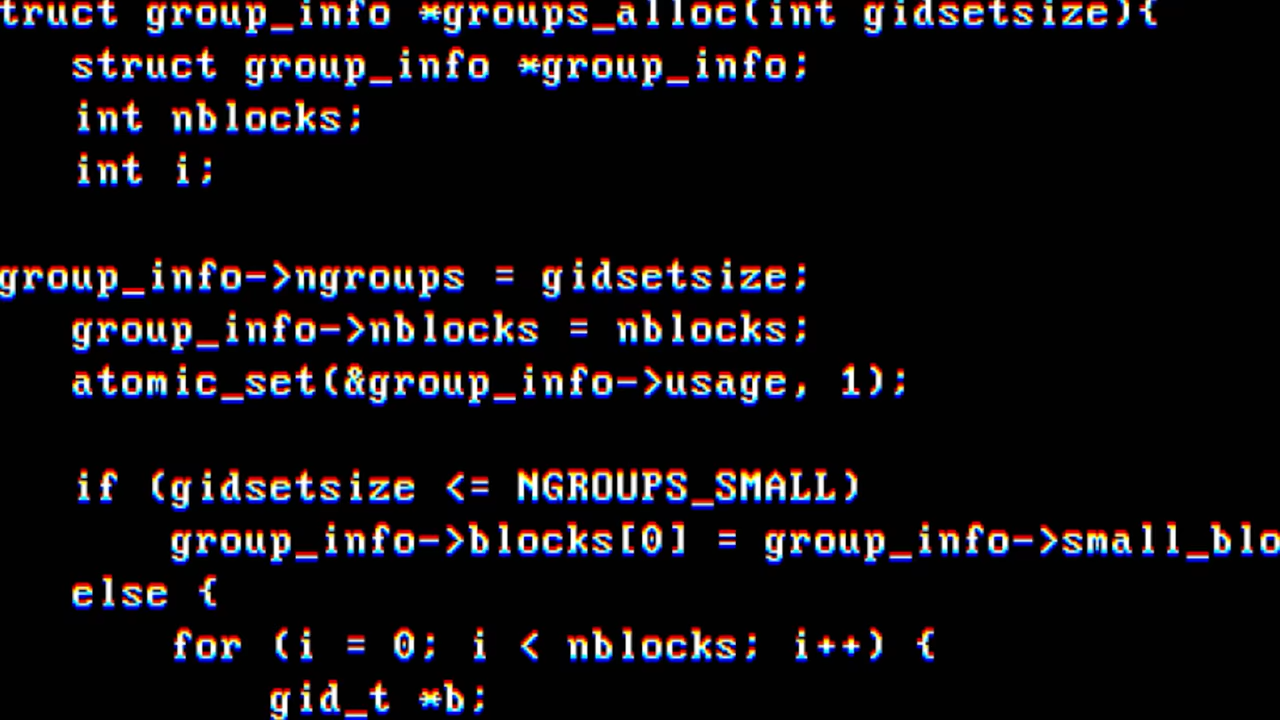 truct group_info *groups_alloc(int gidsetsize){
struct group_info *group_info;
int nblocks;
int i;
group_info->ngroups = gidsetsize;
group_info->nblocks = nblocks;
atomic_set(&group_info->usage, 1);
if (gidsetsize <= NGROUPS_SMALL)
group_info->blocks[0] = group_info->small_blo
else {
for (i = 0; i < nblocks; i++) {
gid_t *b;